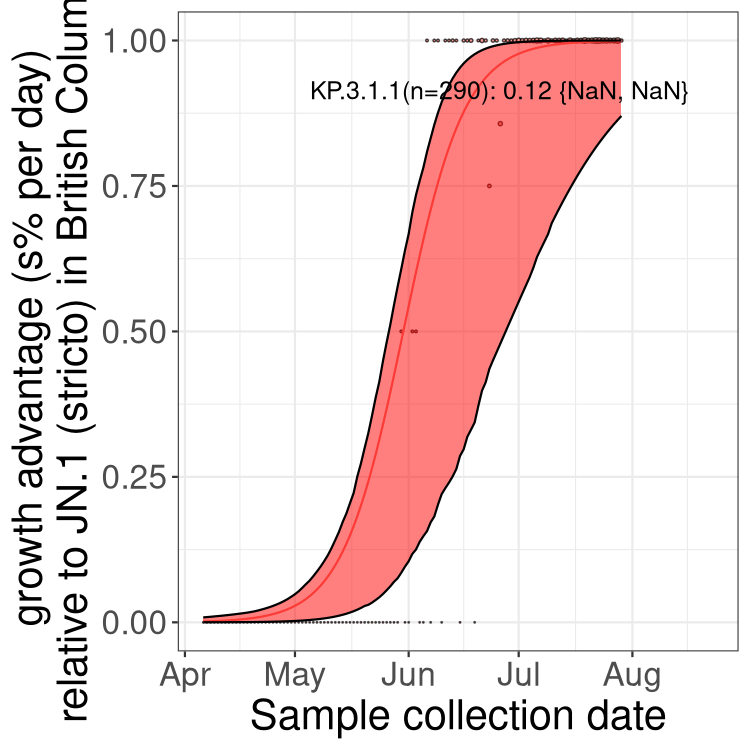 growth advantage (s% per day)
relative to JN.1 (stricto) in British Colum
1.00
0.75
0.50
0.25
0.00
KP.3.1.1(n=290): 0.12 {NaN, NaN}
Apr May Jun Jul Aug
Sample collection date